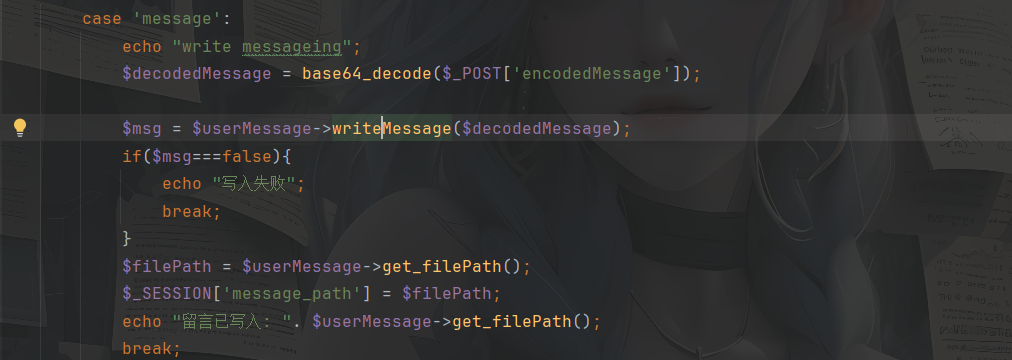 case 'message':
echo "write messageing";
$decodedMessage = base64_decode($_POST['encodedMessage']);
$msg = $userMessage->writeMessage($decodedMessage);
if($msg===false){
echo "写入失败";
break;
}
$filePath = $userMessage->get_filePath();
$_SESSION['message_path'] = $filePath;
echo "留言已写入: ". $userMessage->get_filePath();
break;